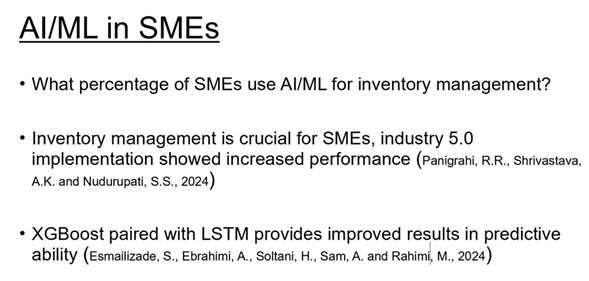 AI/ML in SMEs
• What percentage of SMEs use AI/ML for inventory management?
• Inventory management is crucial for SMEs, industry 5.0
implementation showed increased performance (Panigrahi, R.R., Shrivastava,
A.K. and Nudurupati, S.S., 2024)
• XGBoost paired with LSTM provides improved results in predictive
ability (Esmailizade, S., Ebrahimi, A., Soltani, H., Sam, A. and Rahimi, M., 2024)